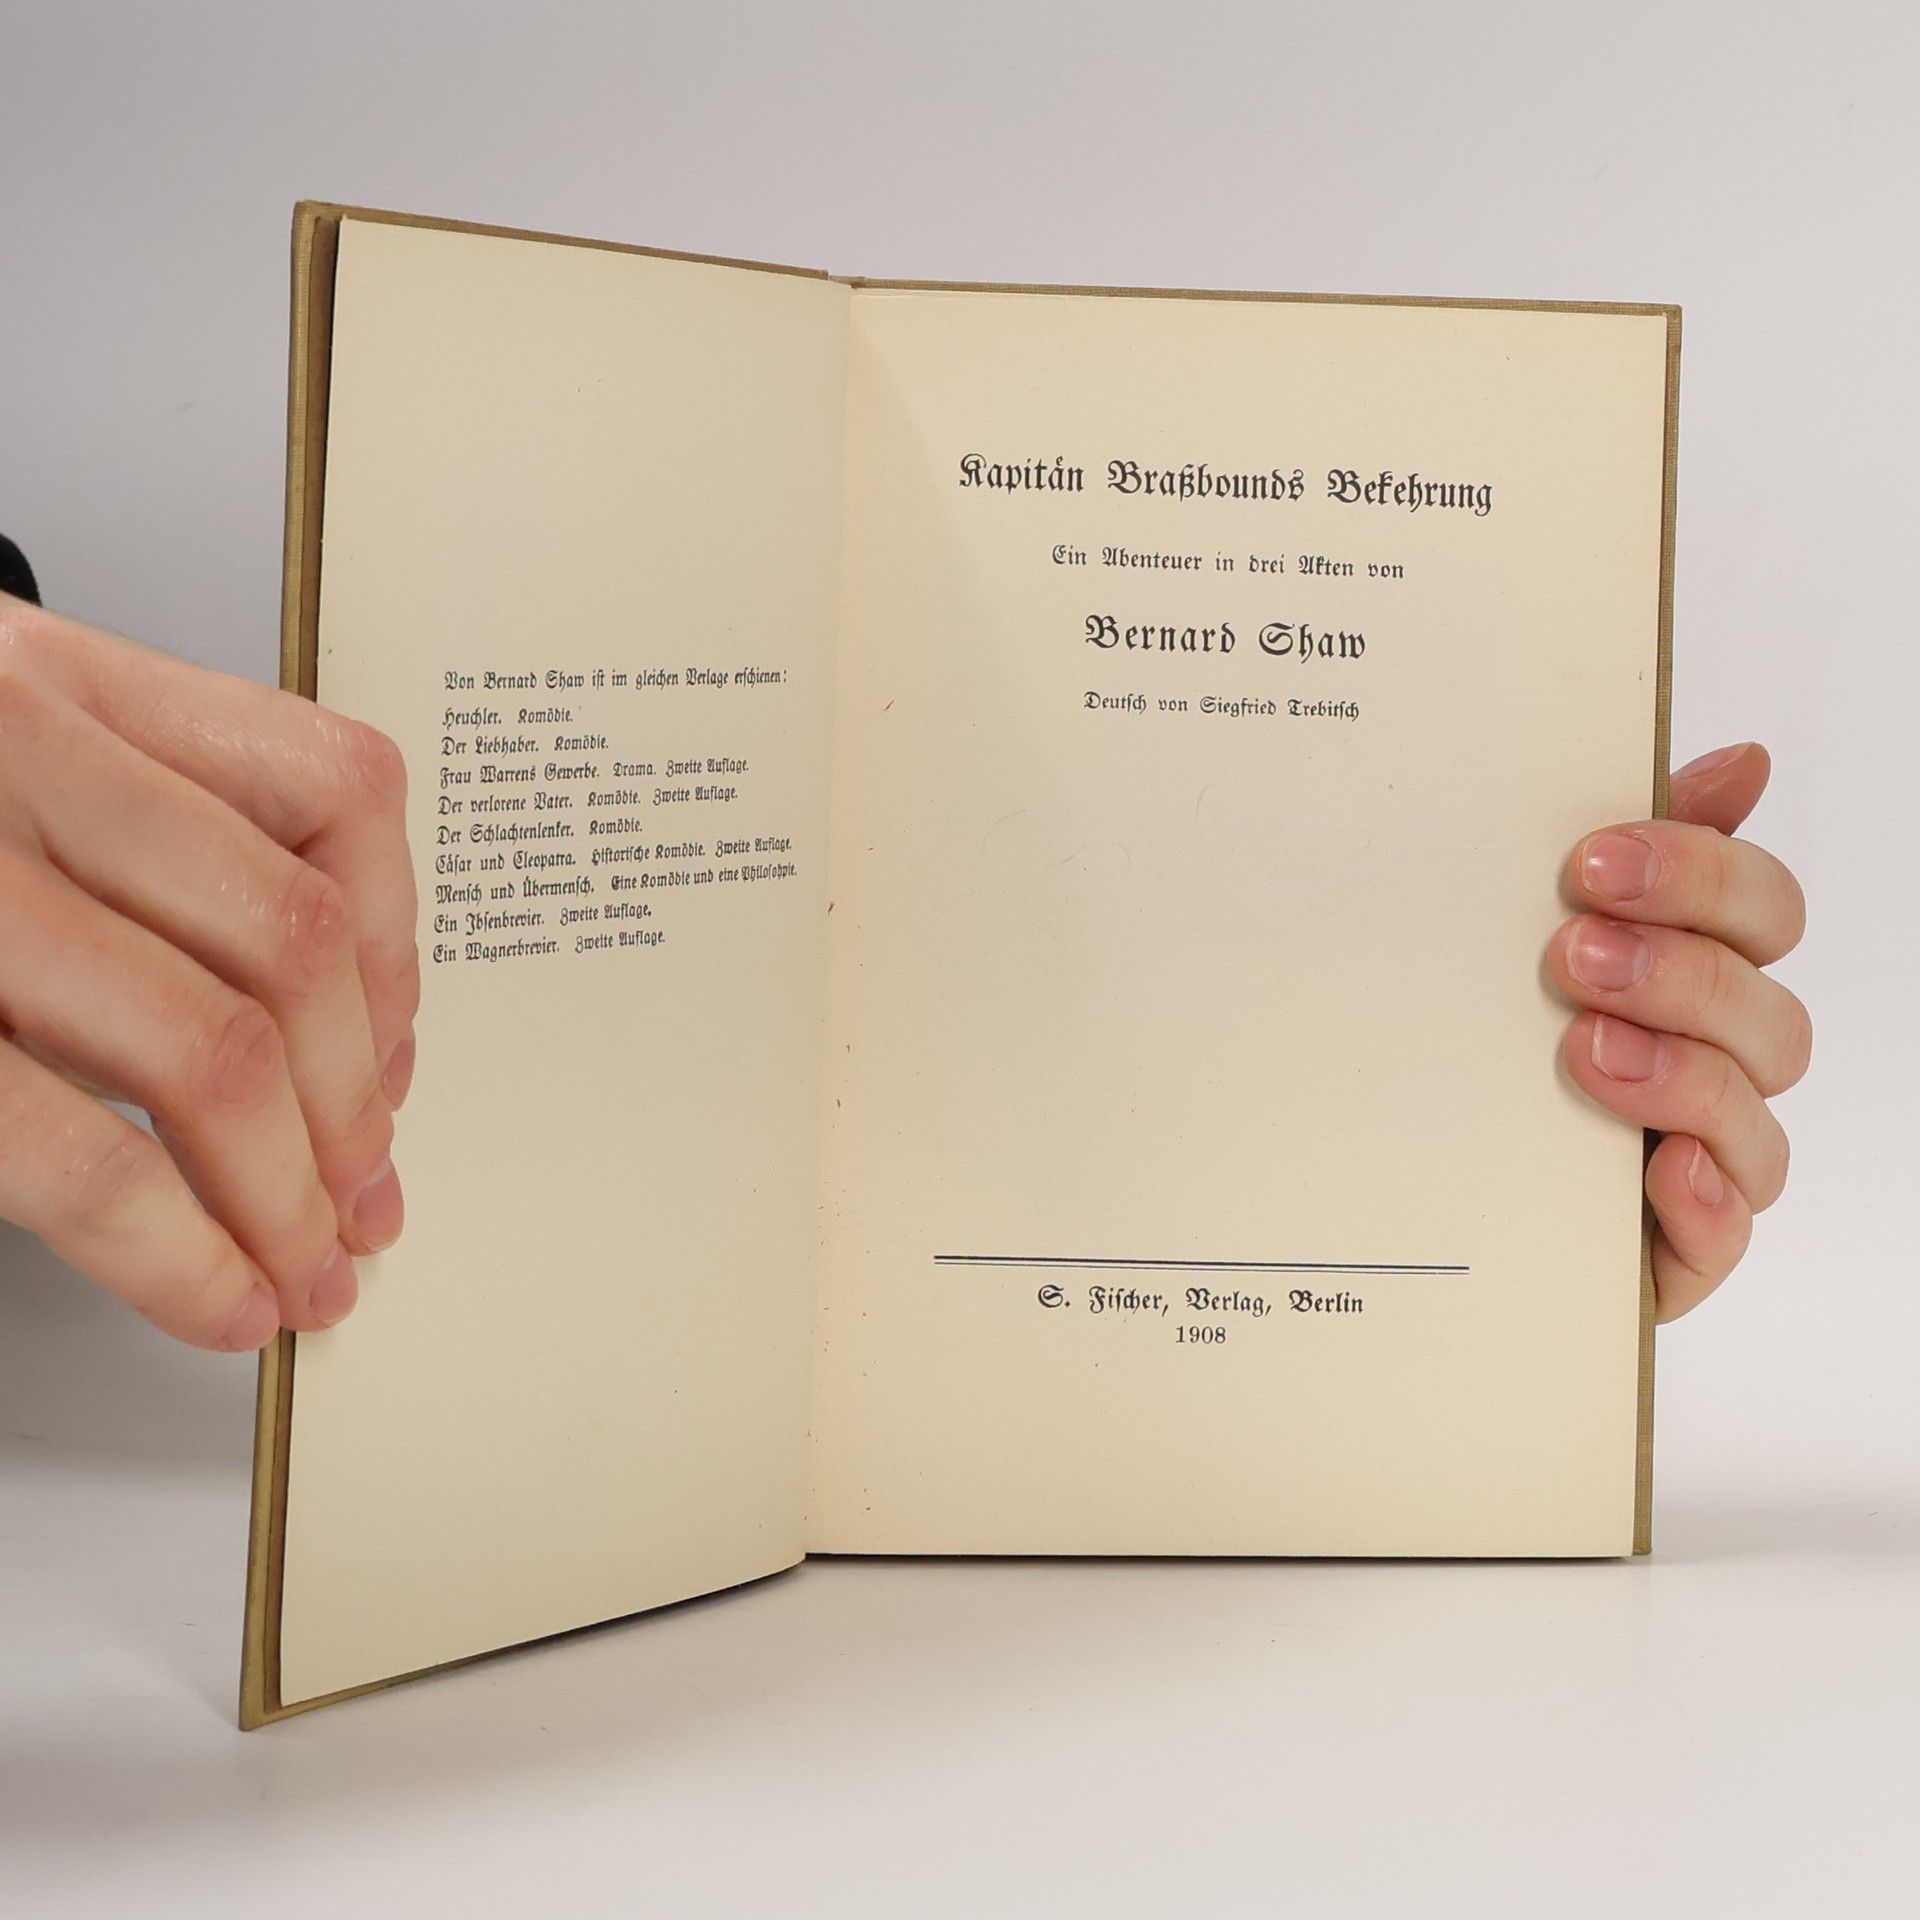 Von Bernard Shaw ist im gleichen Verlage erschienen:
Heuchler. Komödie.
Der Liebhaber. Komödie.
Frau Warrens Gewerbe. Drama. Zweite Auflage.
Der verlorene Vater. Komödie. Zweite Auflage.
Der Schlachtenlenker. Komödie.
Cäsar und Cleopatra. Historische Komödie. Zweite Auflage.
Mensch und Übermensch. Eine Komödie und eine Philosohpie.
Ein Ibsenbrevier. Zweite Auflage.
Ein Wagnerbrevier. Zweite Auflage.
Kapitän Braßbounds Bekehrung
Ein Abenteuer in drei Akten von
Bernard Shaw
Deutsch von Siegfried Trebitsch
S. Fischer, Verlag, Berlin
1908